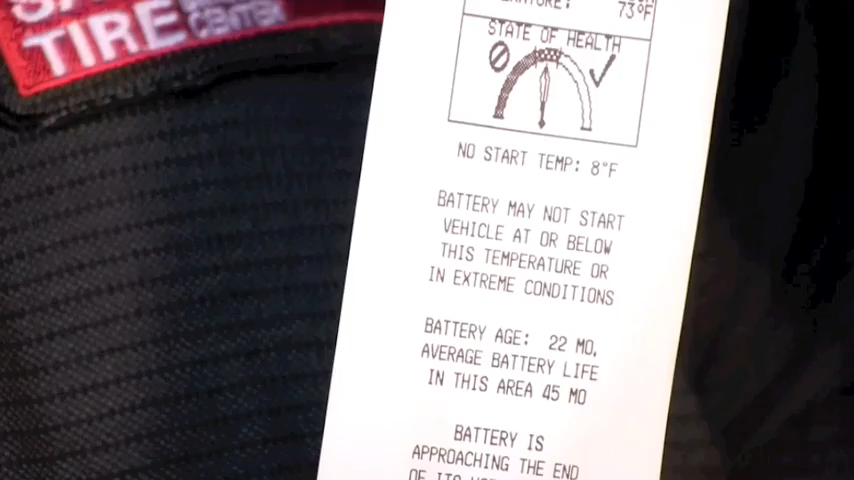 TIRE
CENTER
73°F
STATE OF HEALTH
NO START TEMP: 8°F
BATTERY MAY NOT START
VEHICLE AT OR BELOW
THIS TEMPERATURE OR
IN EXTREME CONDITIONS
BATTERY AGE: 22 MO,
AVERAGE BATTERY LIFE
IN THIS AREA 45 MO
BATTERY IS
APPROACHING THE END